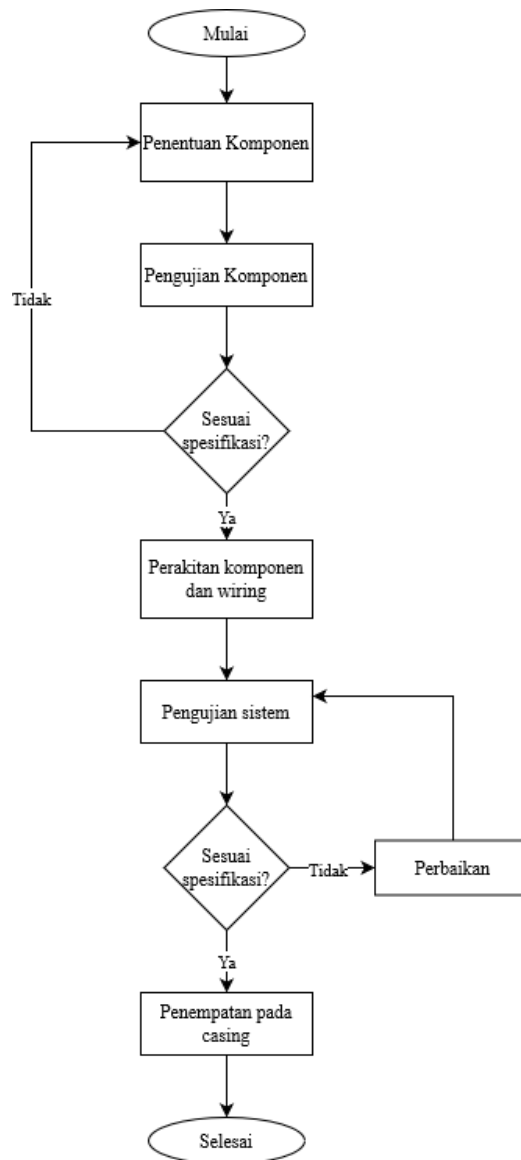 Mulai
Penentuan Komponen
Pengujian Komponen
Tidak
Sesuai
spesifikasi?
Ya
Perakitan komponen
dan wiring
Pengujian sistem
Sesuai
spesifikasi?
Tidak
Perbaikan
Ya
Penempatan pada
casing
Selesai